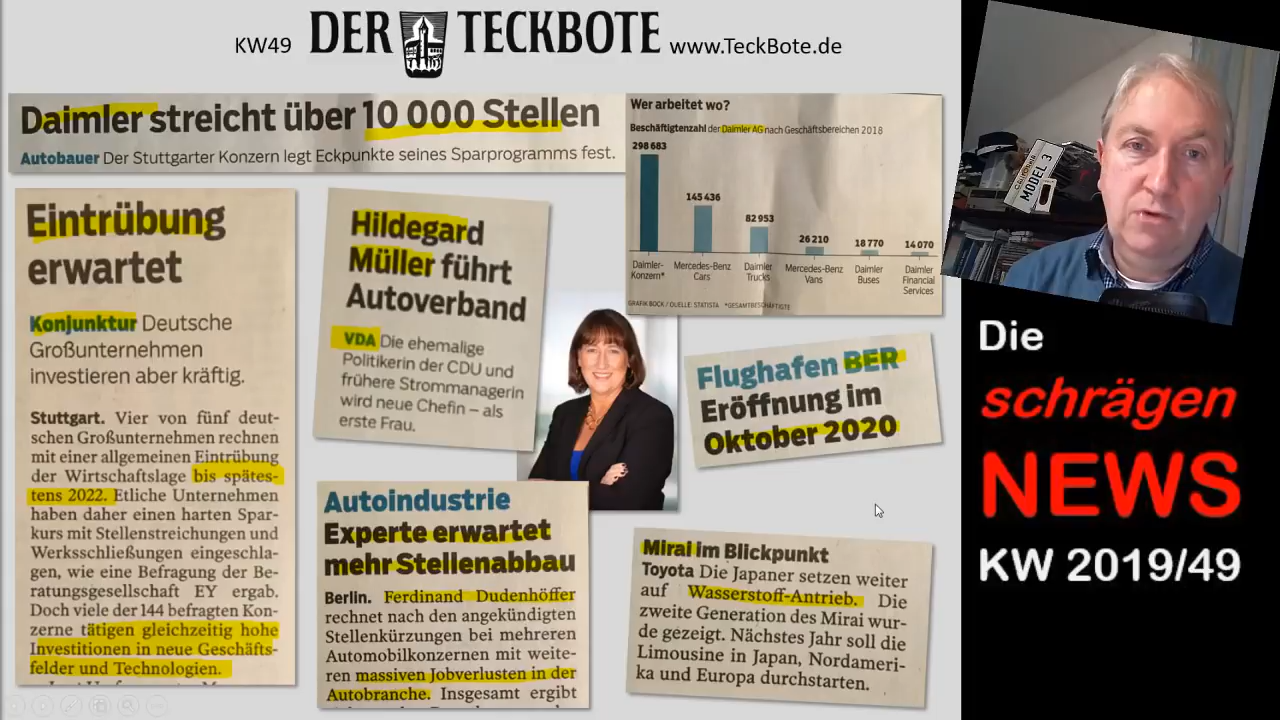 KW49 DER TECKBOTE www.TeckBote.de
Daimler streicht über 10 000 Stellen
Autobauer Der Stuttgarter Konzern legt Eckpunkte seines Sparprogramms fest.
Wer arbeitet wo?
Beschäftigtenzahl der Daimler AG nach Geschäftsbereichen 2018
298 683
145 436
82 953
26 210
18 770
14 070
Daimler-
Konzern*
Mercedes-Benz
Cars
Daimler
Trucks
Mercedes-Benz
Vans
Daimler
Buses
Daimler
Financial
Services
GRAFIK BOCK / QUELLE: STATISTA *GESAMTBESCHÄFTIGTE
Eintrübung
erwartet
Konjunktur Deutsche
Großunternehmen
investieren aber kräftig.
Stuttgart. Vier von fünf deut-
schen Großunternehmen rechnen
mit einer allgemeinen Eintrübung
der Wirtschaftslage bis spätes-
tens 2022. Etliche Unternehmen
haben daher einen harten Spar-
kurs mit Stellenstreichungen und
Werksschließungen eingeschla-
gen, wie eine Befragung der Be-
ratungsgesellschaft EY ergab.
Doch viele der 144 befragten Kon-
zerne tätigen gleichzeitig hohe
Investitionen in neue Geschäfts-
felder und Technologien.
Hildegard
Müller führt
Autoverband
VDA Die ehemalige
Politikerin der CDU und
frühere Strommanagerin
wird neue Chefin – als
erste Frau.
Autoindustrie
Experte erwartet
mehr Stellenabbau
Berlin. Ferdinand Dudenhöffer
rechnet nach den angekündigten
Stellenkürzungen bei mehreren
Automobilkonzernen mit weite-
ren massiven Jobverlusten in der
Autobranche. Insgesamt ergibt
Flughafen BER
Eröffnung im
Oktober 2020
Mirai im Blickpunkt
Toyota Die Japaner setzen weiter
auf Wasserstoff-Antrieb. Die
zweite Generation des Mirai wur-
de gezeigt. Nächstes Jahr soll die
Limousine in Japan, Nordameri-
ka und Europa durchstarten.
California
MODEL 3
Die
schrägen
NEWS
KW 2019/49